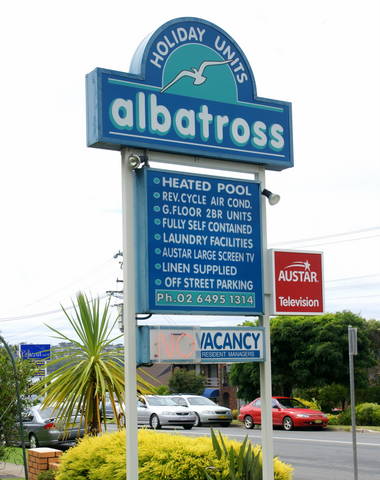 HOLIDAY UNITS
albatross
HEATED POOL
REV.CYCLE AIR COND.
G.FLOOR 2BR UNITS
FULLY SELF CONTAINED
LAUNDRY FACILITIES
AUSTAR LARGE SCREEN TV
LINEN SUPPLIED
OFF STREET PARKING
Ph.02 6495 1314
AUSTAR
Television
NO VACANCY
RESIDENT MANAGERS